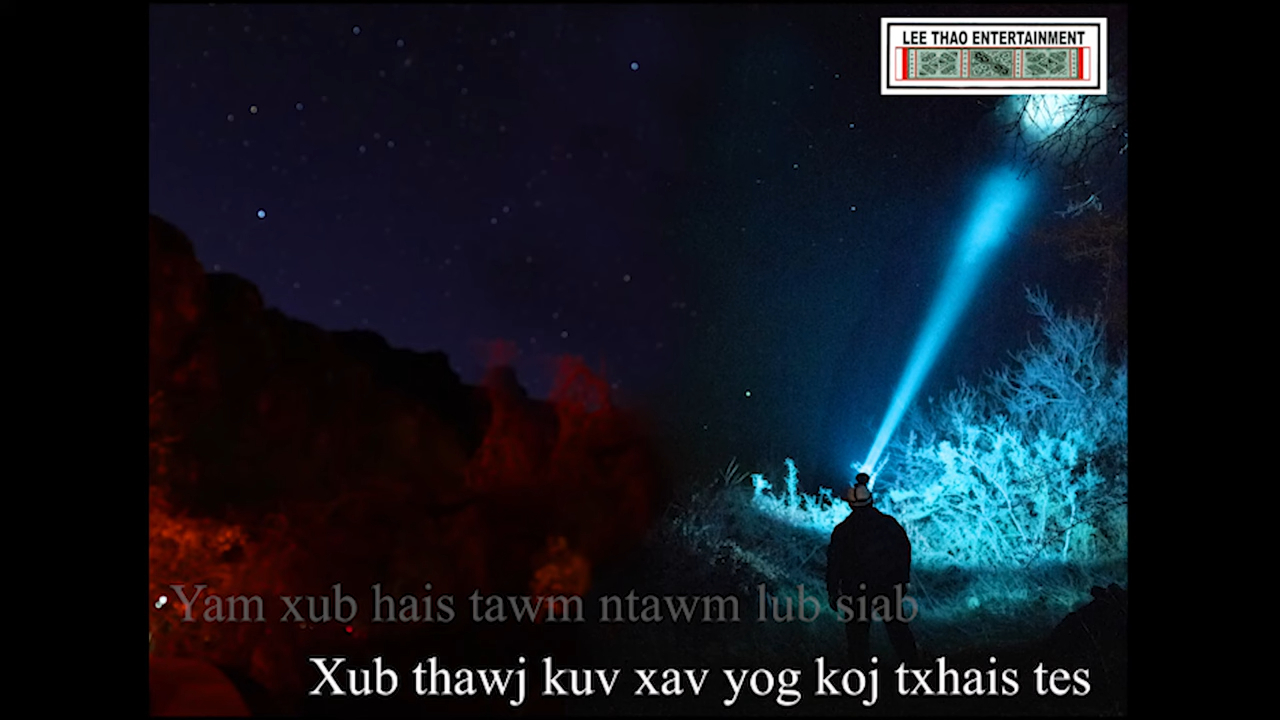 LEE THAO ENTERTAINMENT
Yam xub hais tawm ntawm lub siab
Xub thawj kuv xav yog koj txhais tes